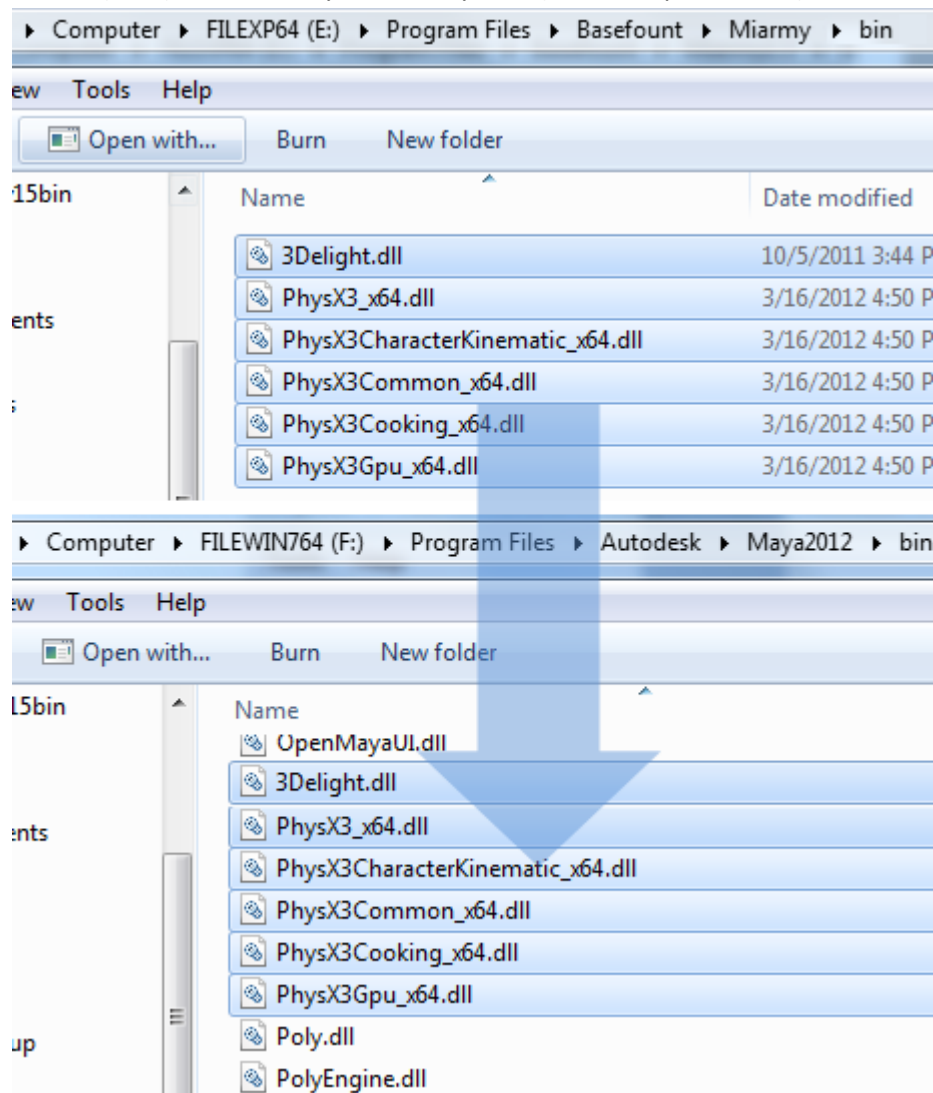 Computer ▸ FILEXP64 (E:) ▸ Program Files ▸ Basefount ▸ Miarmy ▸ bin
ew Tools Help
Open with... Burn New folder
15bin
Name Date modified
3Delight.dll 10/5/2011 3:44 P
PhysX3_x64.dll 3/16/2012 4:50 P
ents
PhysX3CharacterKinematic_x64.dll 3/16/2012 4:50 P
PhysX3Common_x64.dll 3/16/2012 4:50 P
PhysX3Cooking_x64.dll 3/16/2012 4:50 P
PhysX3Gpu_x64.dll 3/16/2012 4:50 P
Computer ▸ FILEWIN764 (F:) ▸ Program Files ▸ Autodesk ▸ Maya2012 ▸ bin
ew Tools Help
Open with... Burn New folder
15bin
Name
OpenMayaUI.dll
3Delight.dll
PhysX3_x64.dll
ents
PhysX3CharacterKinematic_x64.dll
PhysX3Common_x64.dll
PhysX3Cooking_x64.dll
PhysX3Gpu_x64.dll
up
Poly.dll
PolyEngine.dll